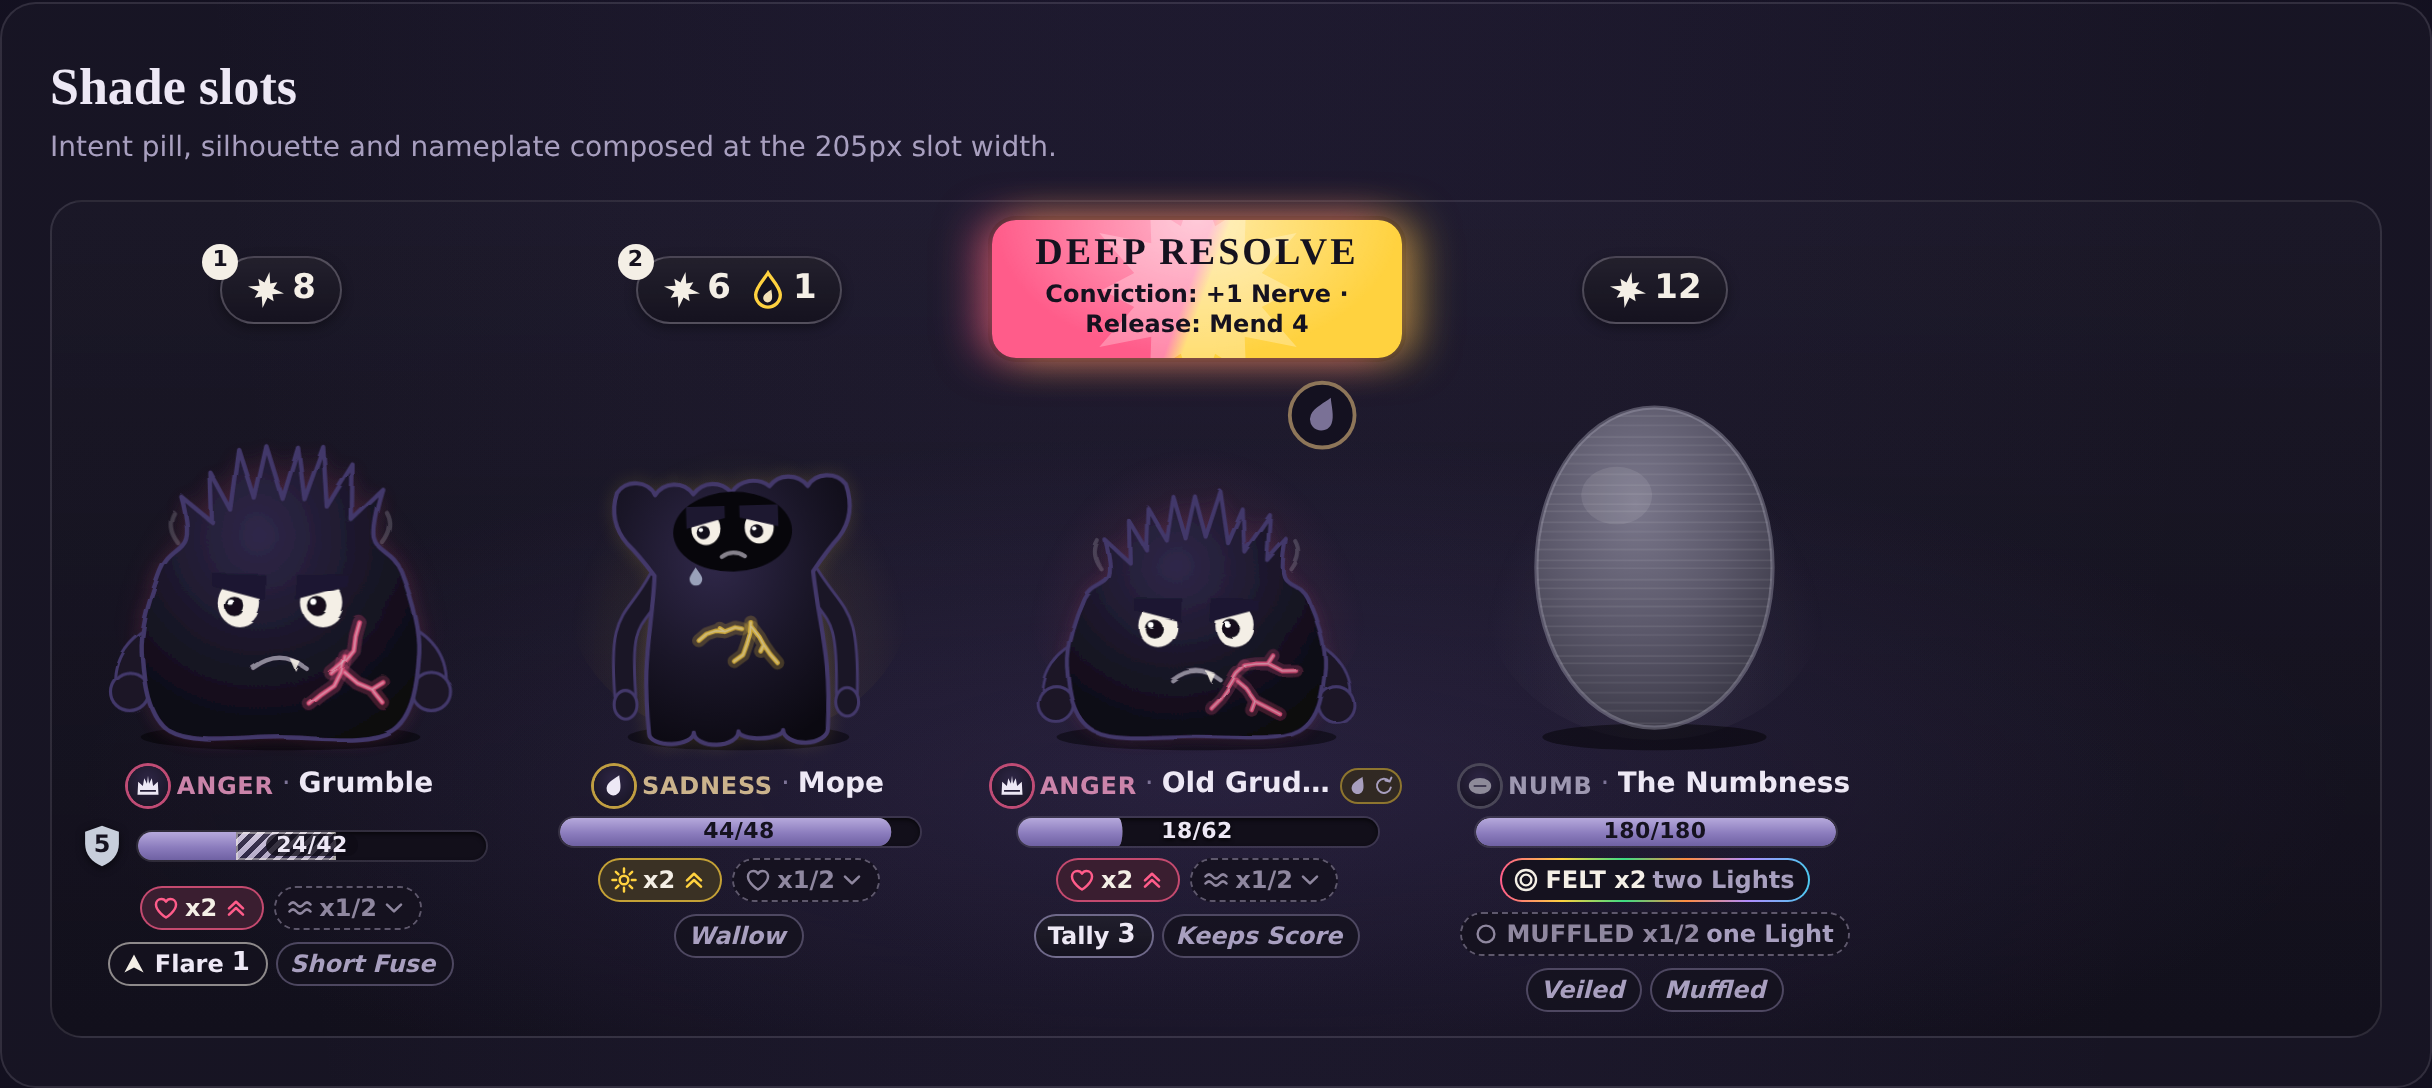 Shade slots
Intent pill, silhouette and nameplate composed at the 205px slot width.
1
8
2
6 1
DEEP RESOLVE
Conviction: +1 Nerve ·
Release: Mend 4
12
ANGER · Grumble
5
24/42
x2 x1/2
Flare 1 Short Fuse
SADNESS · Mope
44/48
x2 x1/2
Wallow
ANGER · Old Grud...
18/62
x2 x1/2
Tally 3 Keeps Score
NUMB · The Numbness
180/180
FELT x2 two Lights
MUFFLED x1/2 one Light
Veiled Muffled